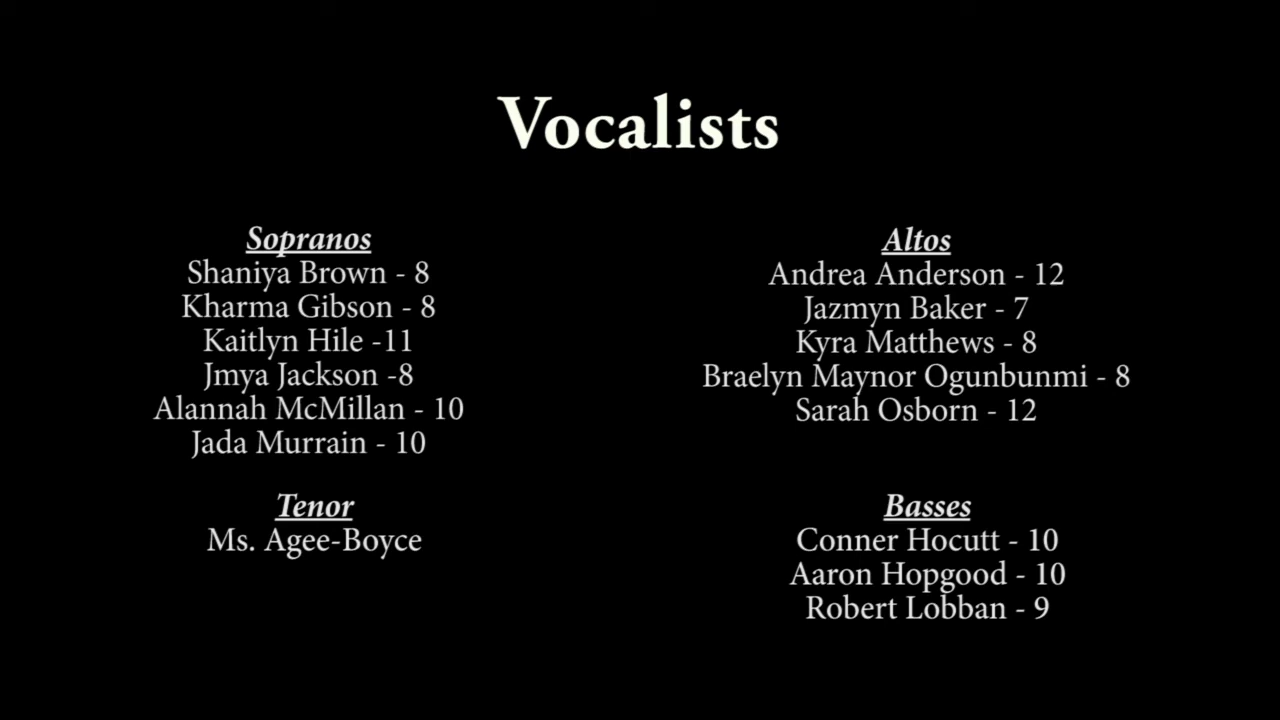 Vocalists
Sopranos
Shaniya Brown - 8
Kharma Gibson - 8
Kaitlyn Hile -11
Jmya Jackson -8
Alannah McMillan - 10
Jada Murrain - 10
Tenor
Ms. Agee-Boyce
Altos
Andrea Anderson - 12
Jazmyn Baker - 7
Kyra Matthews - 8
Braelyn Maynor Ogunbunmi - 8
Sarah Osborn - 12
Basses
Conner Hocutt - 10
Aaron Hopgood - 10
Robert Lobban - 9